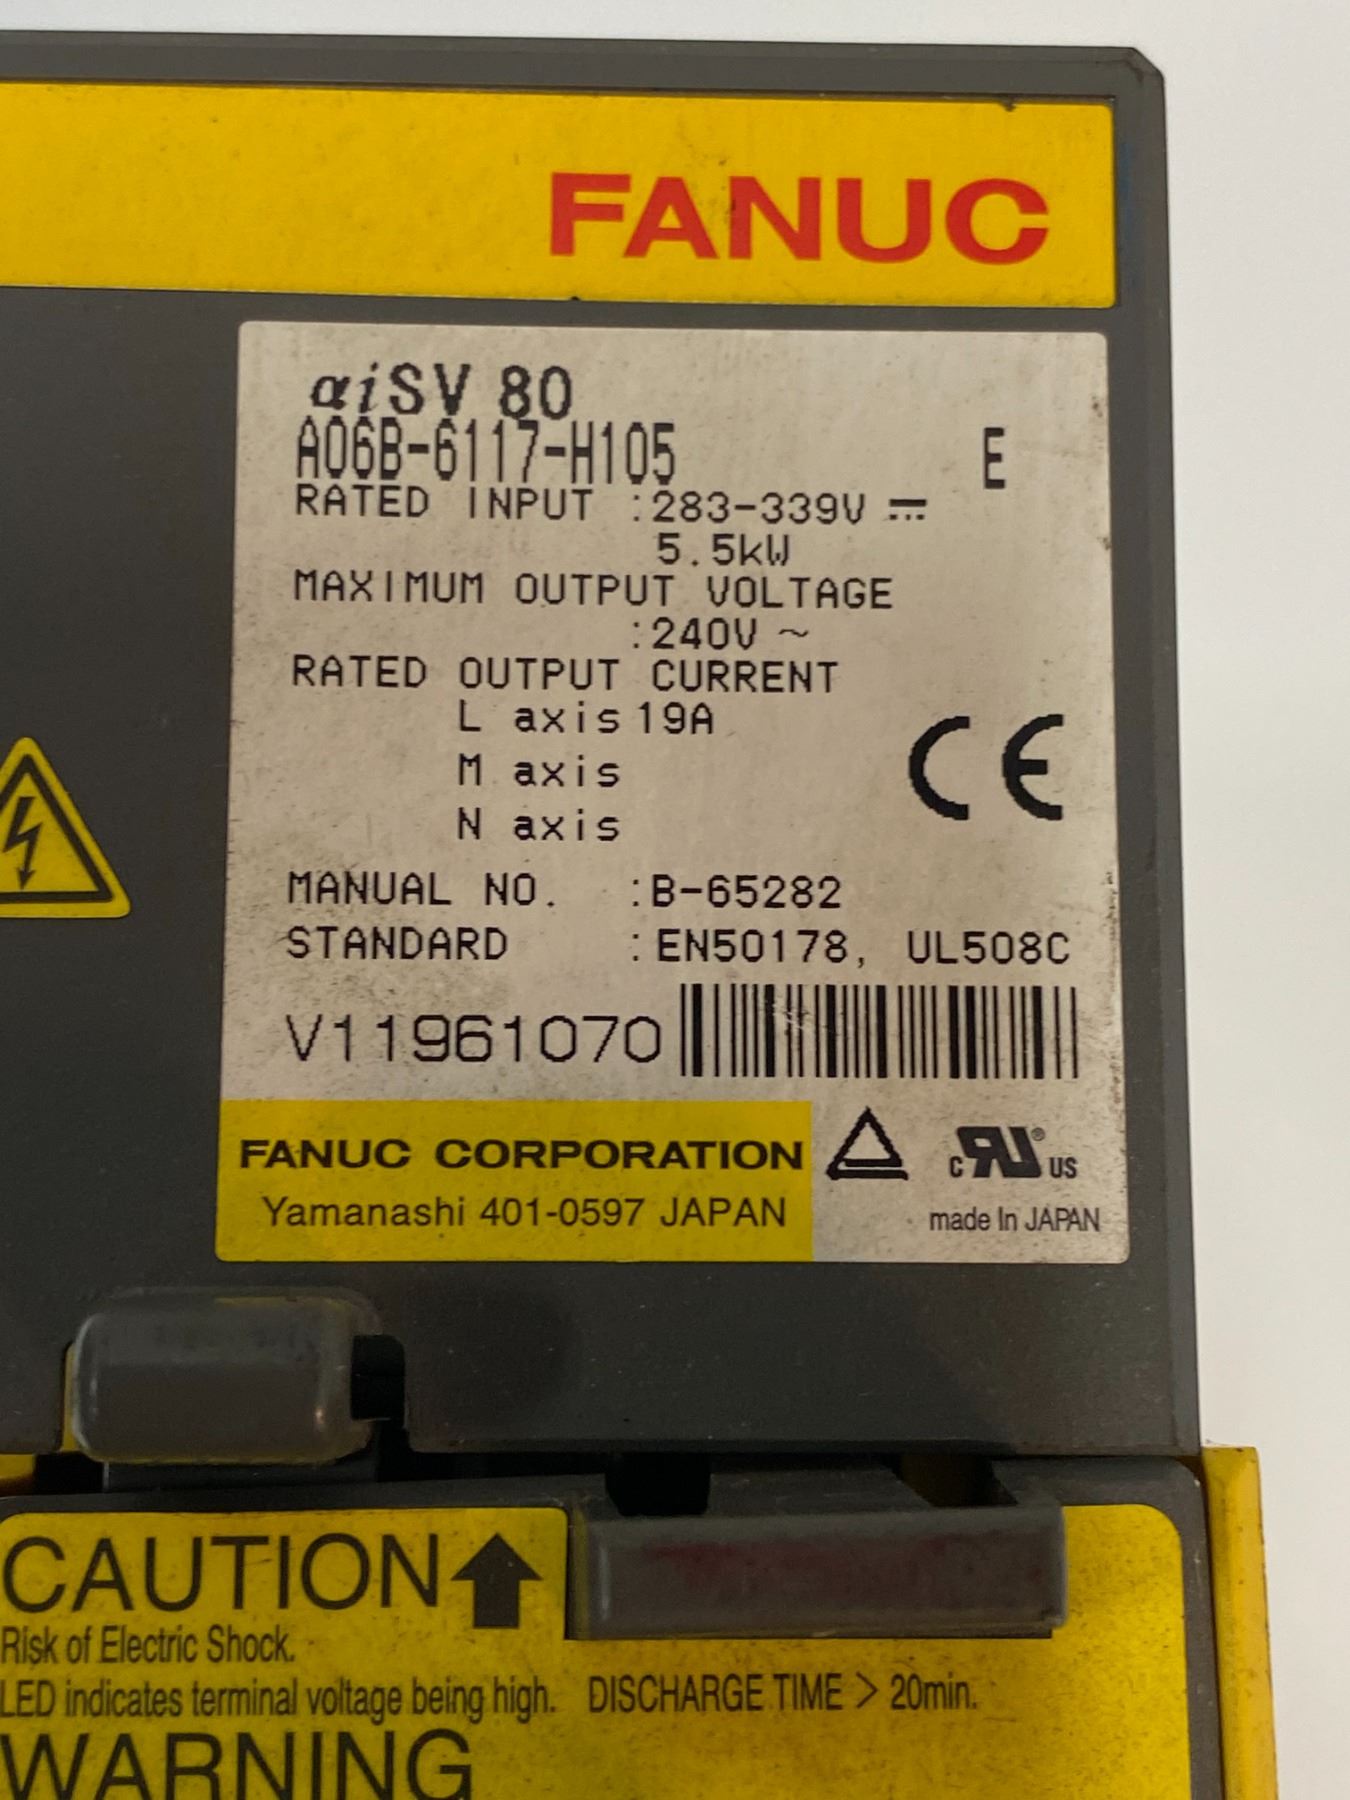 FANUC
αiSV 80
A06B-6117-H105 E
RATED INPUT :283-339V ⎓
5.5kW
MAXIMUM OUTPUT VOLTAGE
:240V ~
RATED OUTPUT CURRENT
L axis 19A
M axis
N axis
CE
MANUAL NO. :B-65282
STANDARD :EN50178, UL508C
V11961070
FANUC CORPORATION
Yamanashi 401-0597 JAPAN
c RU ® US
made In JAPAN
CAUTION
Risk of Electric Shock.
LED indicates terminal voltage being high. DISCHARGE TIME > 20min.
WARNING